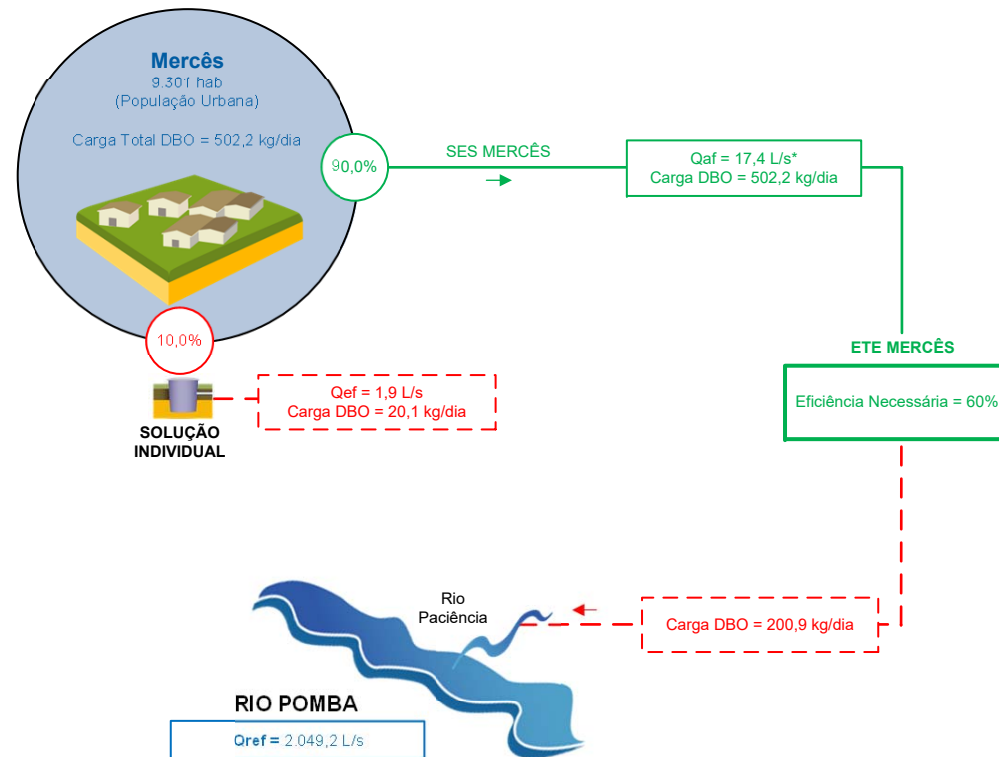 Mercês
9.301 hab
(População Urbana)
Carga Total DBO = 502,2 kg/dia
90,0%
SES MERCÊS
Qaf = 17,4 L/s*
Carga DBO = 502,2 kg/dia
10,0%
SOLUÇÃO
INDIVIDUAL
Qef = 1,9 L/s
Carga DBO = 20,1 kg/dia
ETE MERCÊS
Eficiência Necessária = 60%
Rio
Paciência
Carga DBO = 200,9 kg/dia
RIO POMBA
Qref = 2.049,2 L/s